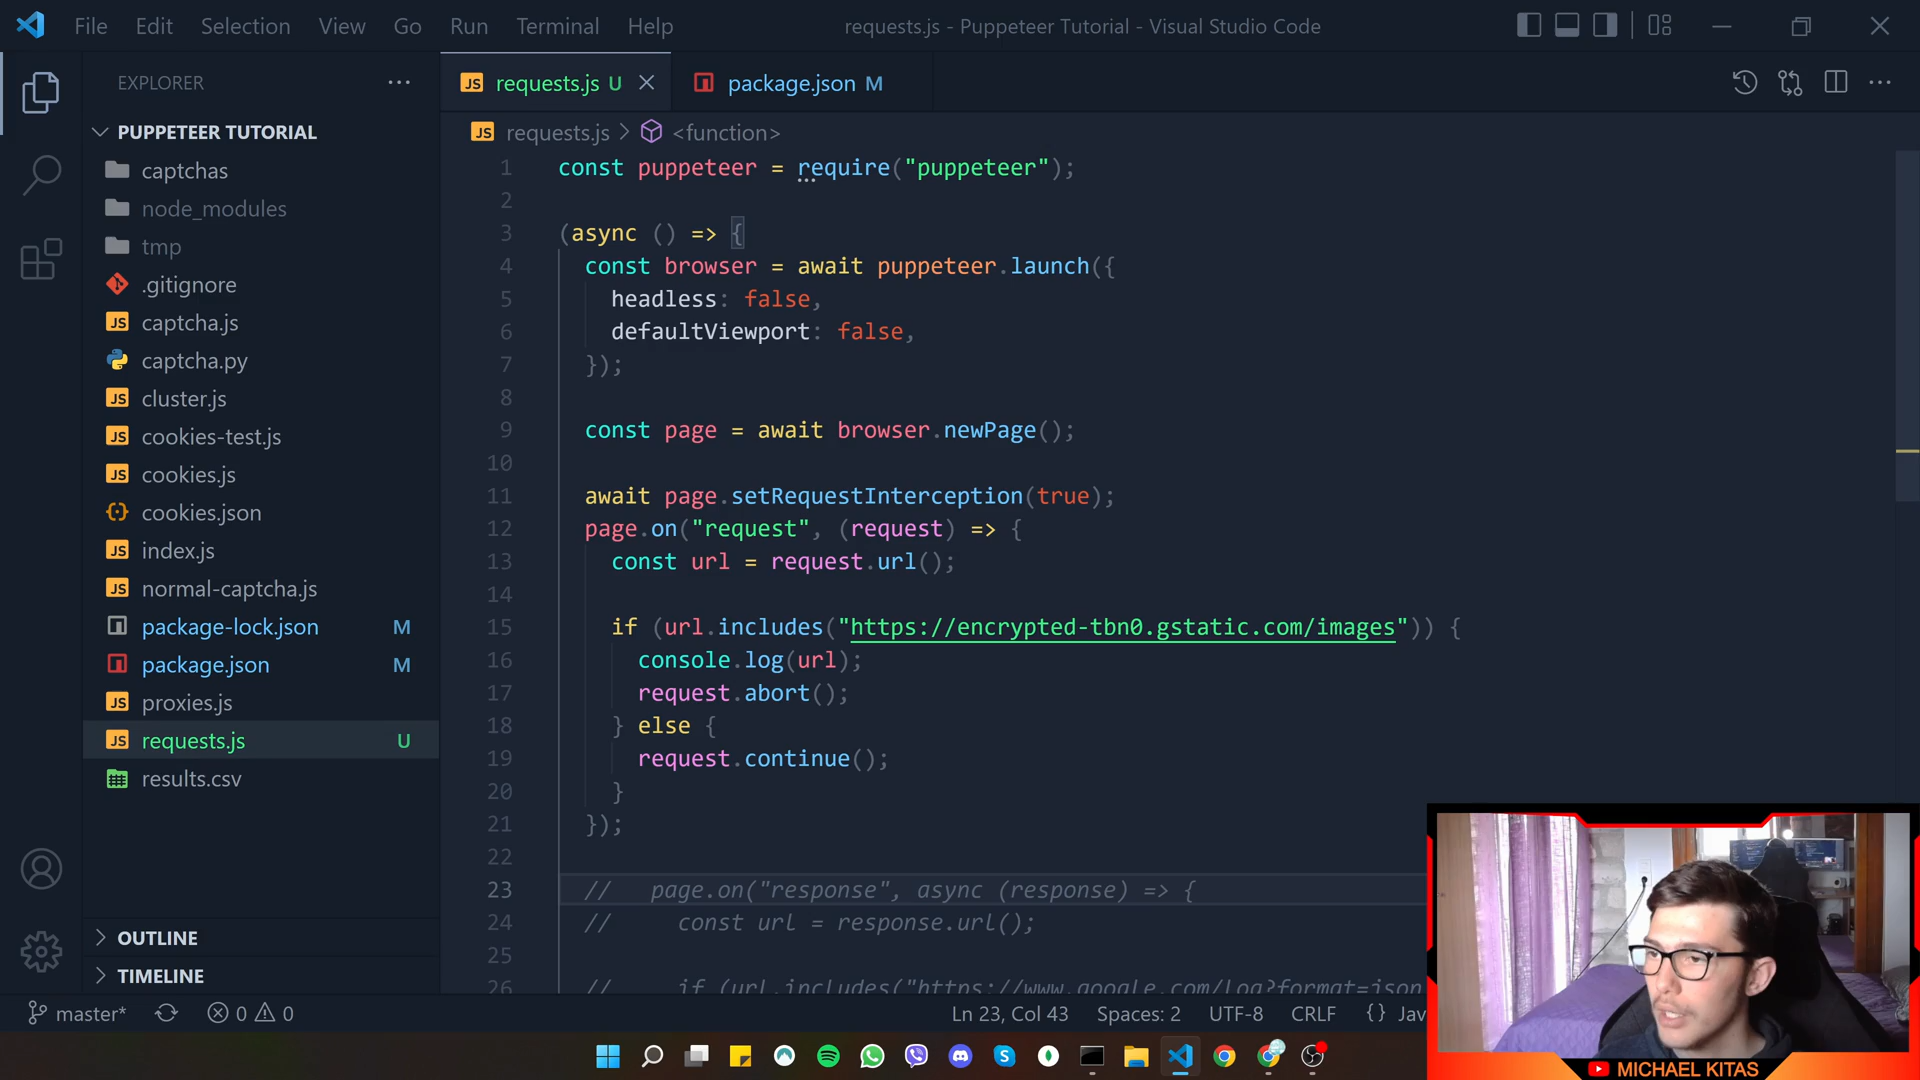 File Edit Selection View Go Run Terminal Help
requests.js - Puppeteer Tutorial - Visual Studio Code
EXPLORER
PUPPETEER TUTORIAL
captchas
node_modules
tmp
.gitignore
JS captcha.js
captcha.py
JS cluster.js
JS cookies-test.js
JS cookies.js
cookies.json
JS index.js
JS normal-captcha.js
package-lock.json M
package.json M
JS proxies.js
JS requests.js U
results.csv
OUTLINE
TIMELINE
JS requests.js U
package.json M
JS requests.js > <function>
1 const puppeteer = require("puppeteer");
2
3 (async () => {
4 const browser = await puppeteer.launch({
5 headless: false,
6 defaultViewport: false,
7 });
8
9 const page = await browser.newPage();
10
11 await page.setRequestInterception(true);
12 page.on("request", (request) => {
13 const url = request.url();
14
15 if (url.includes("https://encrypted-tbn0.gstatic.com/images")) {
16 console.log(url);
17 request.abort();
18 } else {
19 request.continue();
20 }
21 });
22
23 // page.on("response", async (response) => {
24 // const url = response.url();
25
26 // if (url.includes("https://www.google.com/log?format=json
master* 0 0
Ln 23, Col 43 Spaces: 2 UTF-8 CRLF {} Jav
MICHAEL KITAS